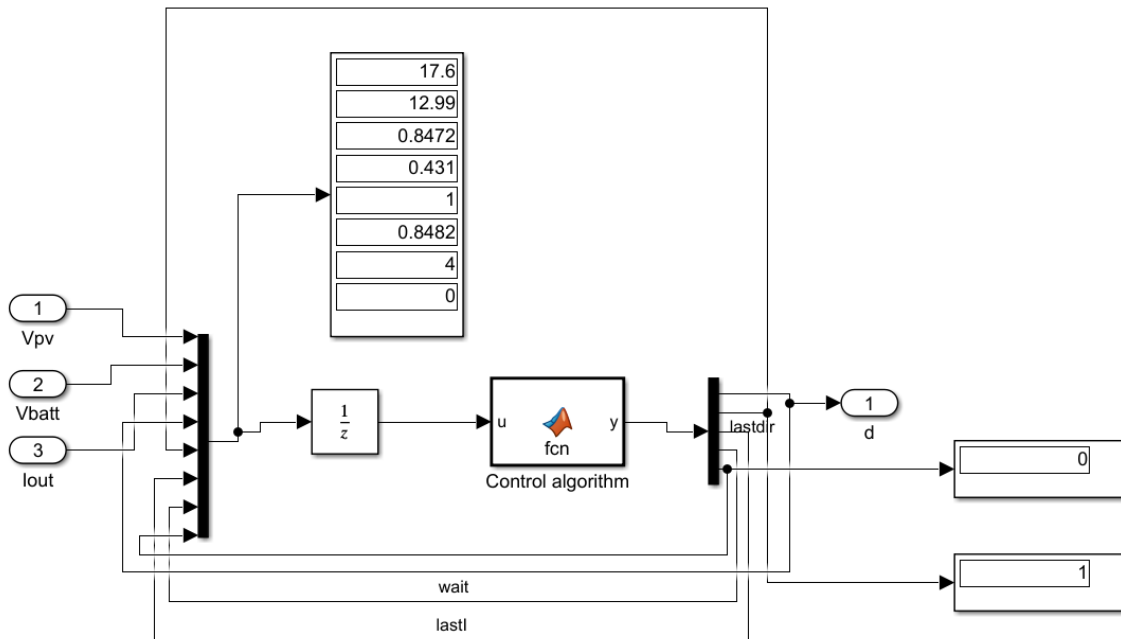 17.6
12.99
0.8472
0.431
1
0.8482
4
0
1
Vpv
2
Vbatt
3
Iout
1
z
u
fcn
y
Control algorithm
lastdir
1
d
0
1
wait
lastI